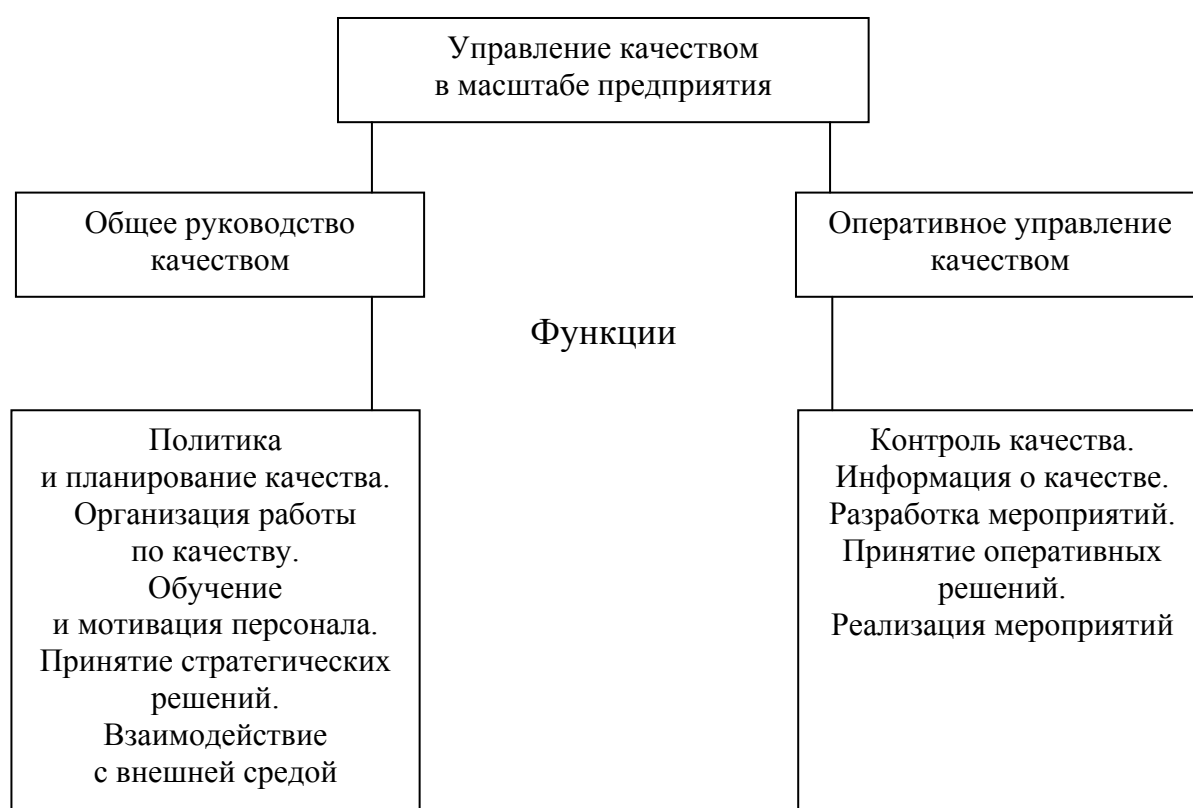 Управление качеством
в масштабе предприятия
Общее руководство
качеством
Оперативное управление
качеством
Функции
Политика
и планирование качества.
Организация работы
по качеству.
Обучение
и мотивация персонала.
Принятие стратегических
решений.
Взаимодействие
с внешней средой
Контроль качества.
Информация о качестве.
Разработка мероприятий.
Принятие оперативных
решений.
Реализация мероприятий